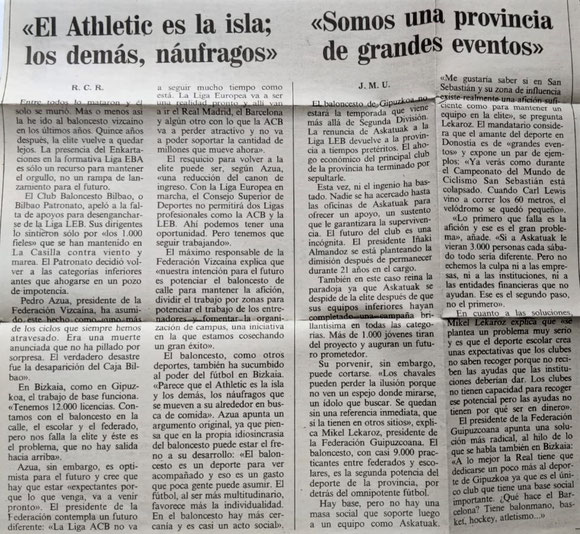 «El Athletic es la isla;
los demás, náufragos»
R. C. R.
Entre todo lo mataron y él
solo se murió. Más o menos así
la he ido al baloncesto vizcaíno
en los últimos años. Quince años
después, la elite vuelve a quedar
lejos. La presencia del Enkartaciones
en la formativa Liga EBA
es sólo un recurso para mantener
el orgullo, no un rampa de
lanzamiento para el futuro.
El Club Baloncesto Bilbao, o
Bilbao Patronato, apelo a la falta
de apoyos para desengancharse
de la Liga LEB. Sus dirigentes
lo sintieron sólo por «los 1.000
fieles» que se han mantenido en
La Casilla contra viento y
marea. El Patronato decidió volver
a las categorías inferiores
antes que ahogarse en un pozo
de impotencia.
Pedro Azua, presidente de la
Federación Vizcaína, ha asumido
este hecho como uno más
de los ciclos que siempre hemos
atravesado. Era una muerte
anunciada que no ha pillado por
sorpresa. El verdadero desastre
fue la desaparición del Caja Bilbao».
En Bizkaia, como en Gipuzkoa,
el trabajo de base funciona.
«Tenemos 12.000 licencias. Contamos
con el baloncesto en la
calle, el escolar y el federado,
pero nos falla la elite y éste es
el problema, que no hay salida
hacia arriba».
Azua, sin embargo, es optimista
para el futuro y cree que
hay que estar «expectantes porque
lo que venga, va a venir
pronto». El presidente de la
Federación contempla un futuro
diferente: «La Liga ACB no va
a seguir mucho tiempo como
está. La Liga Europea va a ser
una realidad pronto y allí van
a ir el Real Madrid, el Barcelona
y algún otro con lo que la ACB
va a perder atractivo y no va
a poder soportar la cantidad de
millones que mueve ahora».
El resquicio para volver a la
elite puede ser, según Azua,
«una reducción del canon de
ingreso. Con la Liga Europea en
marcha, el Consejo Superior de
Deportes no permitirá dos Ligas
profesionales como la ACB y la
LEB. Ahí podemos tener una
oportunidad. Pero tenemos que
seguir trabajando».
El máximo responsable de la
Federación Vizcaína explica que
«nuestra intención para el futuro
es potenciar el baloncesto de
calle para mantener la afición,
dividir el trabajo por zonas para
potenciar el trabajo de los entrenadores
y fomentar la organización
de campus, una iniciativa
en la que estamos cosechando
un gran éxito».
El baloncesto, como otros
deportes, también ha sucumbido
al poder del fútbol en Bizkaia.
«Parece que el Athletic es la isla
y los demás, los náufragos que
se mueven a su alrededor en busca
de comida». Azua apunta un
argumento original, ya que piensa
que en la propia idiosincrasia
del baloncesto puede estar el freno
a su desarrollo: «El baloncesto
es un deporte para ver
acompañado y eso es un gasto
que poca gente puede asumir. El
fútbol, al ser más multitudinario,
favorece más la individualidad.
En el baloncesto hay más cercanía
y es casi un acto social».
«Somos una provincia
de grandes eventos»
J. M. U.
El baloncesto de Gipuzkoa no
estará la temporada que viene
más allá de Segunda División.
La renuncia de Askatuak a la
Liga LEB devuelve a la provincia
a tiempos pretéritos. El ahogo
económico del principal club
de la provincia ha terminado por
sepultarle.
Esta vez, ni el ingenio ha bastado.
Nadie se ha acercado hasta
las oficinas de Askatuak para
ofrecer un apoyo, un sustento
que le garantizara la supervivencia.
El futuro del club es una
incógnita. El presidente Iñaki
Almandoz se está planteando la
dimisión después de permanecer
durante 21 años en el cargo.
También en este caso reina la
paradoja ya que Askatuak se
despide de la elite después de que
sus equipos inferiores hayan
completado una campaña brillantísima
en todas las categorías.
Más de 1.000 jóvenes tiran
del proyecto y auguran un futuro
prometedor.
Su porvenir, sin embargo,
puede cortarse. «Los chavales
pueden perder la ilusión porque
no ven un espejo donde mirarse,
un ídolo que buscar. Se quedan
sin una referencia inmediata, que
si la tienen en otros sitios», explica
Mikel Lekaroz, presidente de
la Federación Guipuzcoana. El
baloncesto, con casi 9.000 practicantes
entre federados y escolares,
es la segunda potencia del
deporte de la provincia, por
detrás del omnipotente fútbol.
Hay base, pero no hay una
masa social que soporte luego
a un equipo como Askatuak.
«Me gustaría saber si en San
Sebastián y su zona de influencia
existe realmente una afición suficiente
como para mantener un
equipo en la elite», se pregunta
Lekaroz. El mandatario considera
que el amante del deporte en
Donostia es de «grandes eventos»
y expone un par de ejemplos:
«Ya verás como durante
el Campeonato del Mundo de
Ciclismo San Sebastián está
colapsado. Cuando Carl Lewis
vino a correr los 60 metros, el
velódromo se quedó pequeño».
«Lo primero que falla es la
afición y ese es el gran problema»,
añade. «Si a Askatuak le
vieran 3.000 personas cada sábado
todo sería diferente. Pero no
echemos la culpa ni a las empresas,
ni a las instituciones, ni a
las entidades financieras que no
ayudan. Ese es el segundo paso,
no el primero».
En cuanto a las soluciones,
Mikel Lekaroz explica que «se
plantea un problema muy serio
y es que el deporte escolar crea
unas expectativas que los clubes
no saben recoger porque no reciben
las ayudas que las instituciones
deberían dar. Los clubes
no tienen capacidad para recoger
ese potencial pero las ayudas no
tienen por qué ser en dinero».
El presidente de la Federación
Guipuzcoana apunta una solución
más radical, al hilo de lo
que se habla también en Bizkaia:
«A lo mejor la Real tiene que
dedicarse un poco más al deporte
de Gipuzkoa ya que es el único
club que tiene una base social
importante. ¿Qué hace el Barcelona?
Tiene balonmano, basket,
hockey, atletismo...»